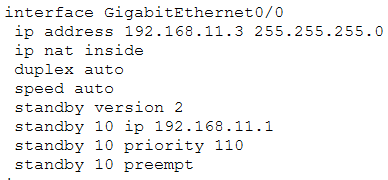 interface GigabitEthernet0/0
ip address 192.168.11.3 255.255.255.0
ip nat inside
duplex auto
speed auto
standby version 2
standby 10 ip 192.168.11.1
standby 10 priority 110
standby 10 preempt